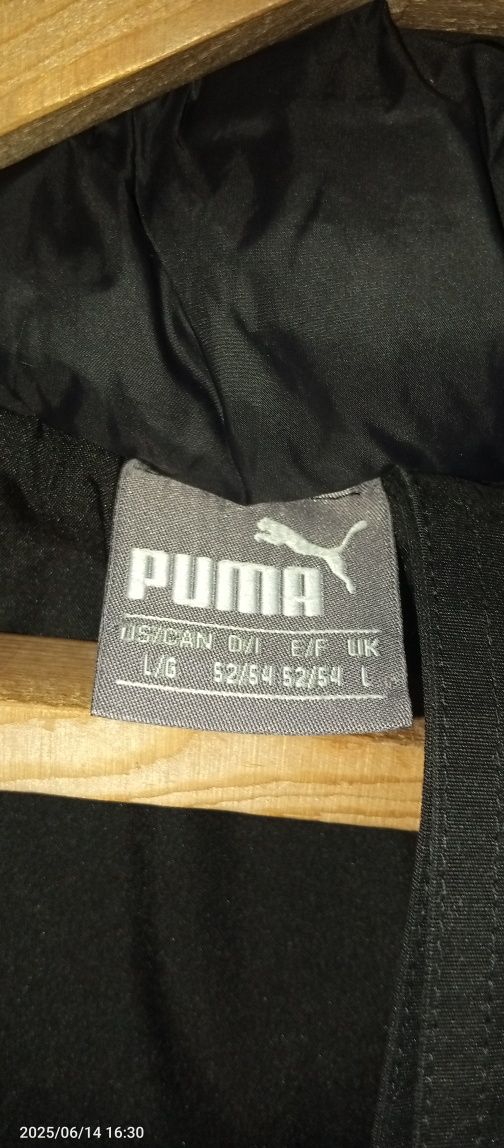 PUMA
US/CAN D/I E/F UK
L/G 52/54 52/54 L
2025/06/14 16:30